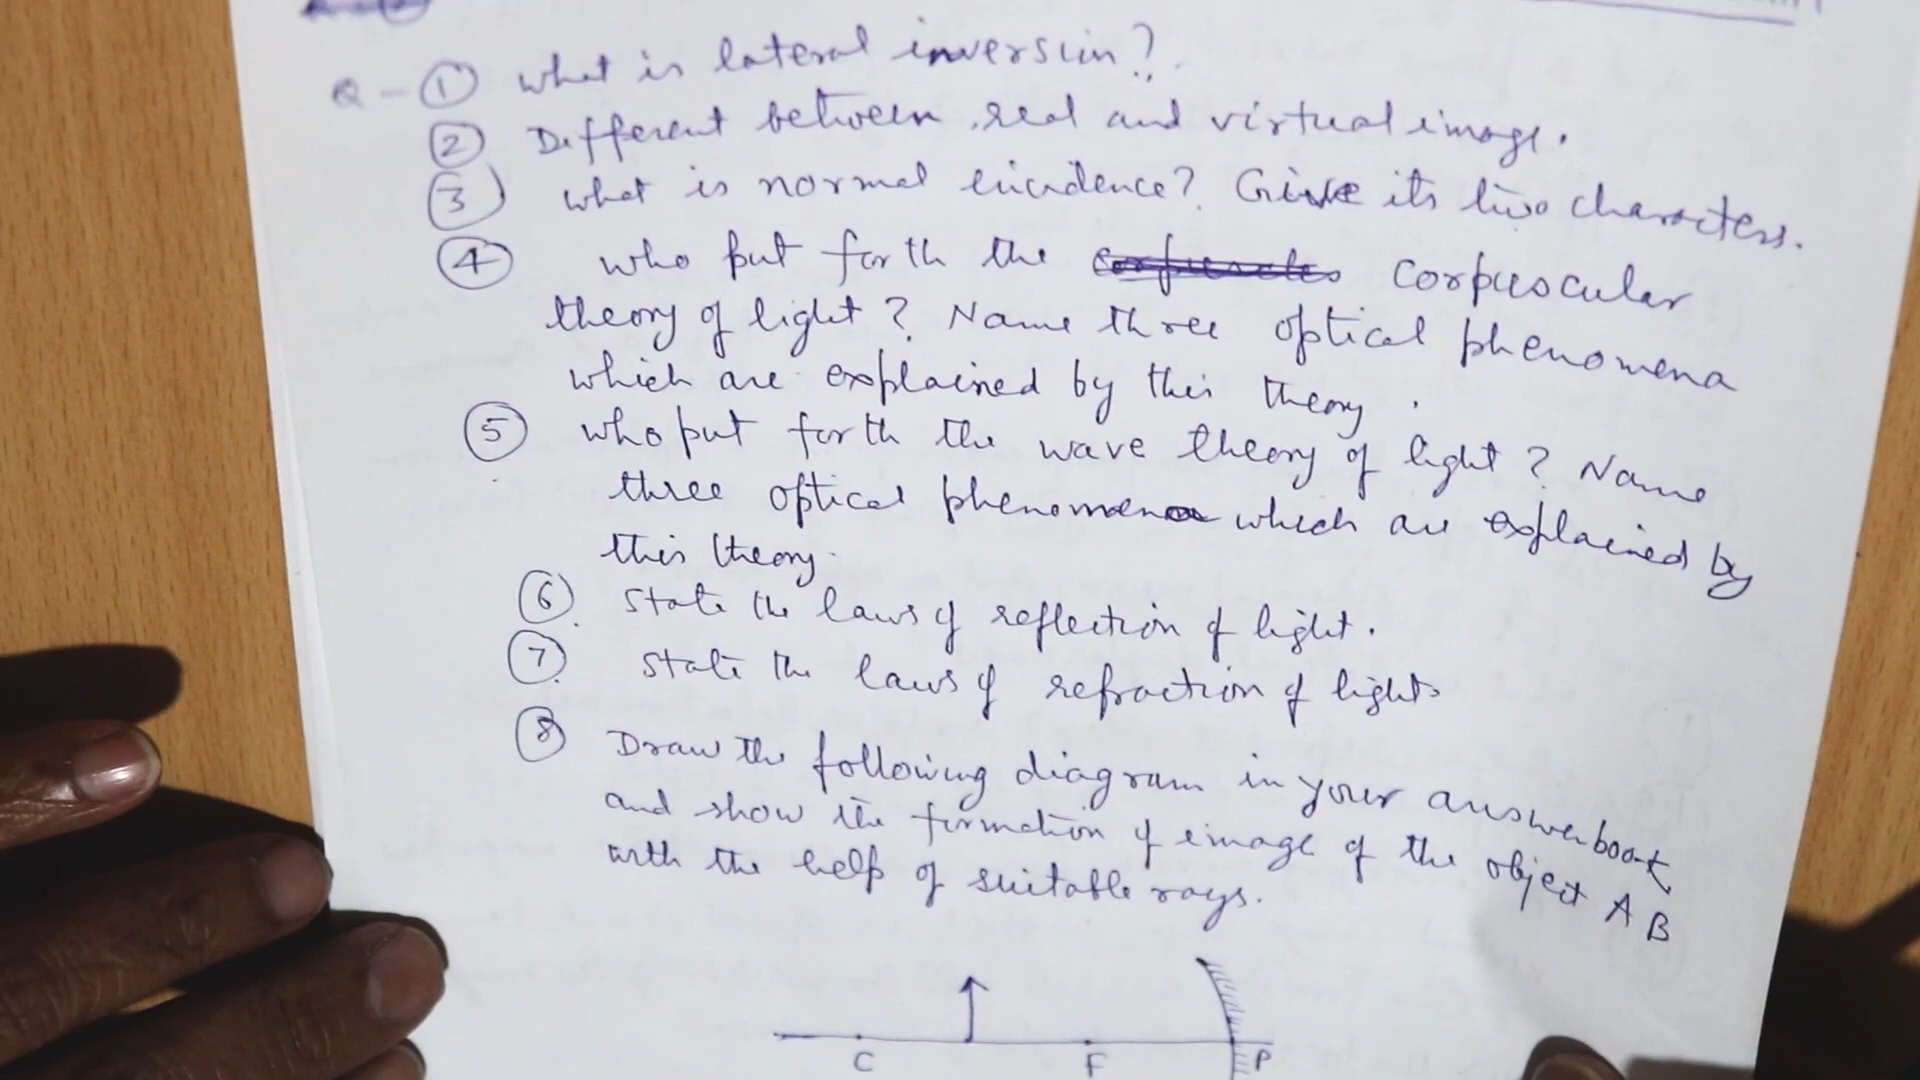 Q - ① What is lateral inversion?
② Different between real and virtual image.
③ What is normal incidence? Give its two characters.
④ Who put forth the Corpuscular
theory of light? Name three optical phenomena
which are explained by this theory.
⑤ Who put forth the wave theory of light? Name
three optical phenomena which are explained by
this theory.
⑥ State the laws of reflection of light.
⑦ State the laws of refraction of light.
⑧ Draw the following diagram in your answerbook
and show the formation of image of the object AB
with the help of suitable rays.
C F P